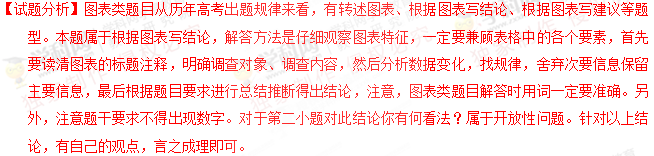 【试题分析】图表类题目从历年高考出题规律来看，有转述图表、根据图表写结论、根据图表写建议等题
型。本题属于根据图表写结论，解答方法是仔细观察图表特征，一定要兼顾表格中的各个要素，首先
要读清图表的标题注释，明确调查对象、调查内容，然后分析数据变化，找规律，舍弃次要信息保留
主要信息，最后根据题目要求进行总结推断得出结论，注意，图表类题目解答时用词一定要准确。另
外，注意题干要求不得出现数字。对于第二小题对此结论你有何看法？属于开放性问题。针对以上结
论，有自己的观点，言之成理即可。